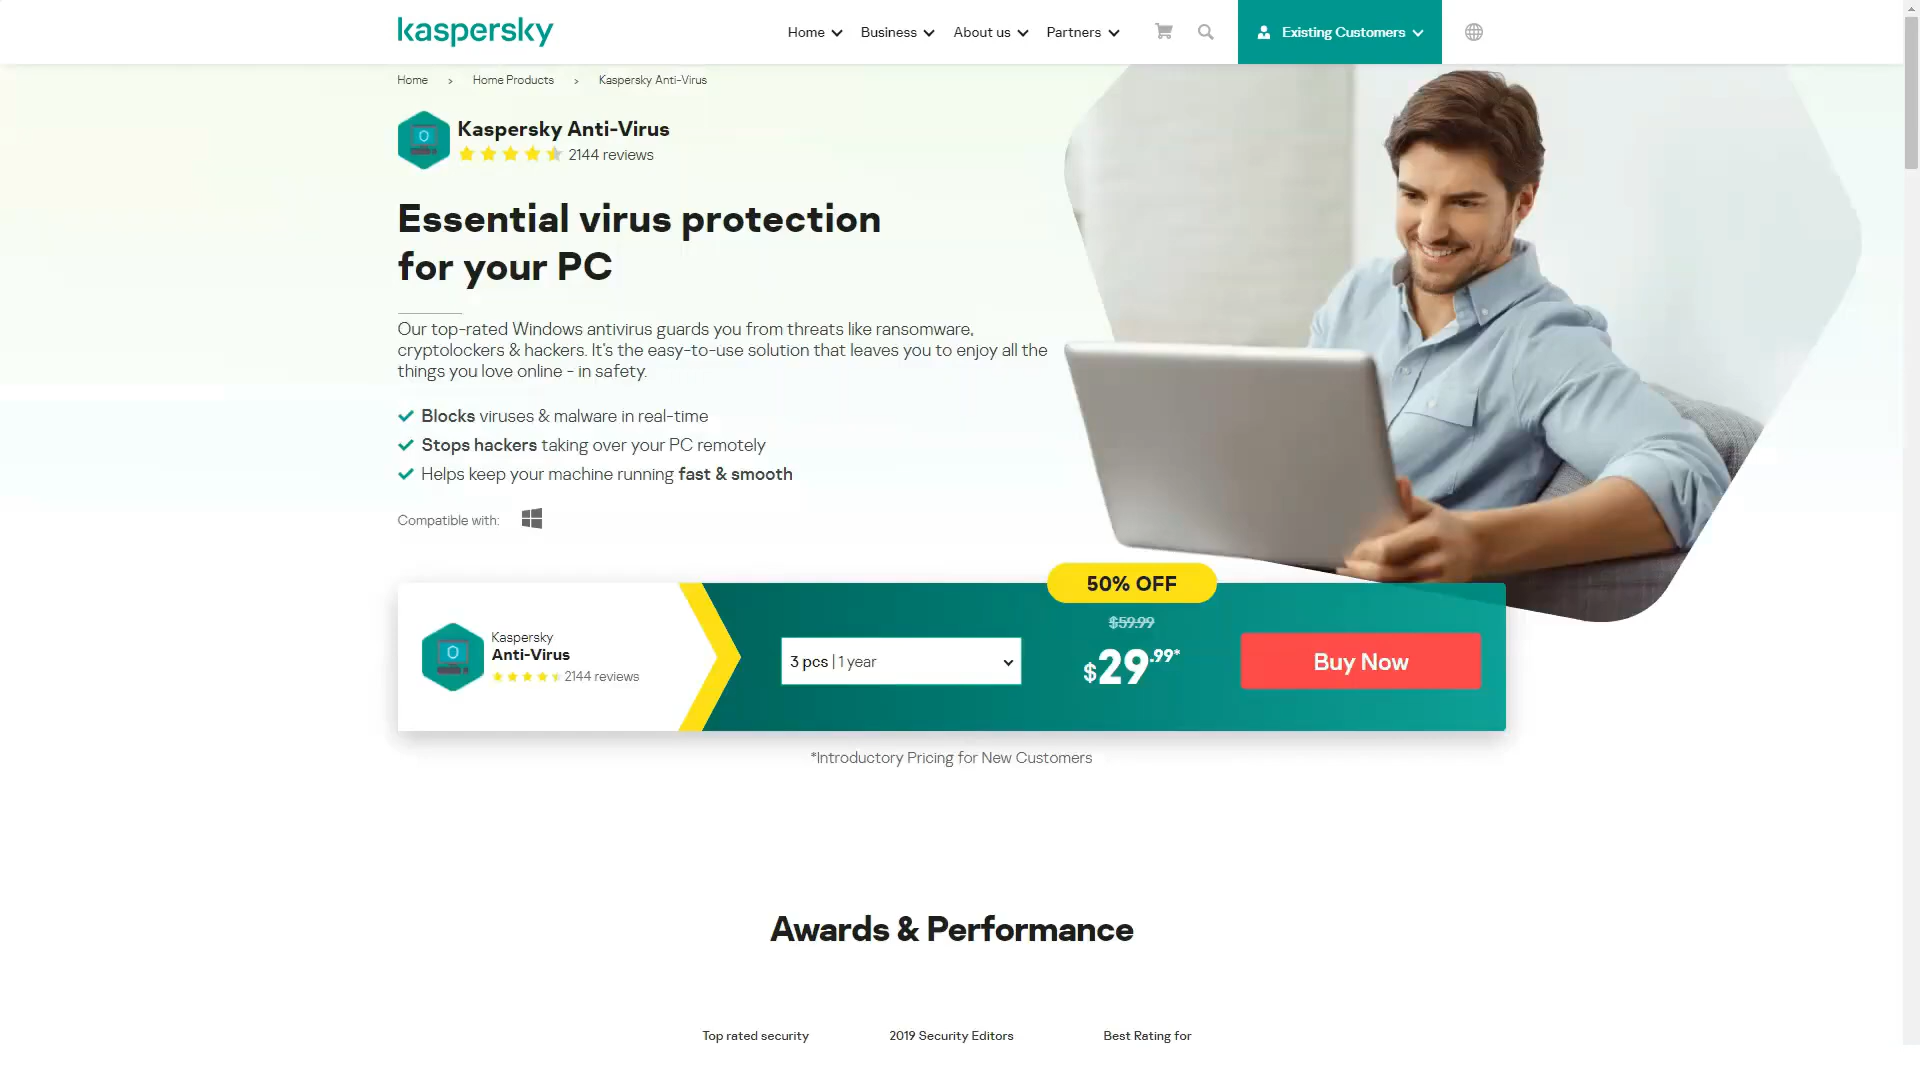 kaspersky
Home
Business
About us
Partners
Existing Customers
Home > Home Products > Kaspersky Anti-Virus
Kaspersky Anti-Virus
2144 reviews
Essential virus protection
for your PC
Our top-rated Windows antivirus guards you from threats like ransomware,
cryptolockers & hackers. It's the easy-to-use solution that leaves you to enjoy all the
things you love online - in safety.
Blocks viruses & malware in real-time
Stops hackers taking over your PC remotely
Helps keep your machine running fast & smooth
Compatible with:
50% OFF
$59.99
Kaspersky
Anti-Virus
2144 reviews
3 pcs | 1 year
$29.99*
Buy Now
*Introductory Pricing for New Customers
Awards & Performance
Top rated security
2019 Security Editors
Best Rating for